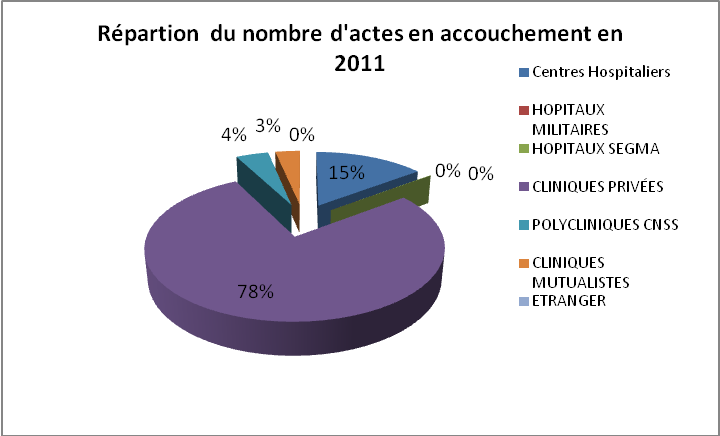 Répartion du nombre d'actes en accouchement en
2011
Centres Hospitaliers
HOPITAUX
MILITAIRES
HOPITAUX SEGMA
CLINIQUES PRIVÉES
POLYCLINIQUES CNSS
CLINIQUES
MUTUALISTES
ETRANGER
4%
3%
0%
15%
0%
0%
78%